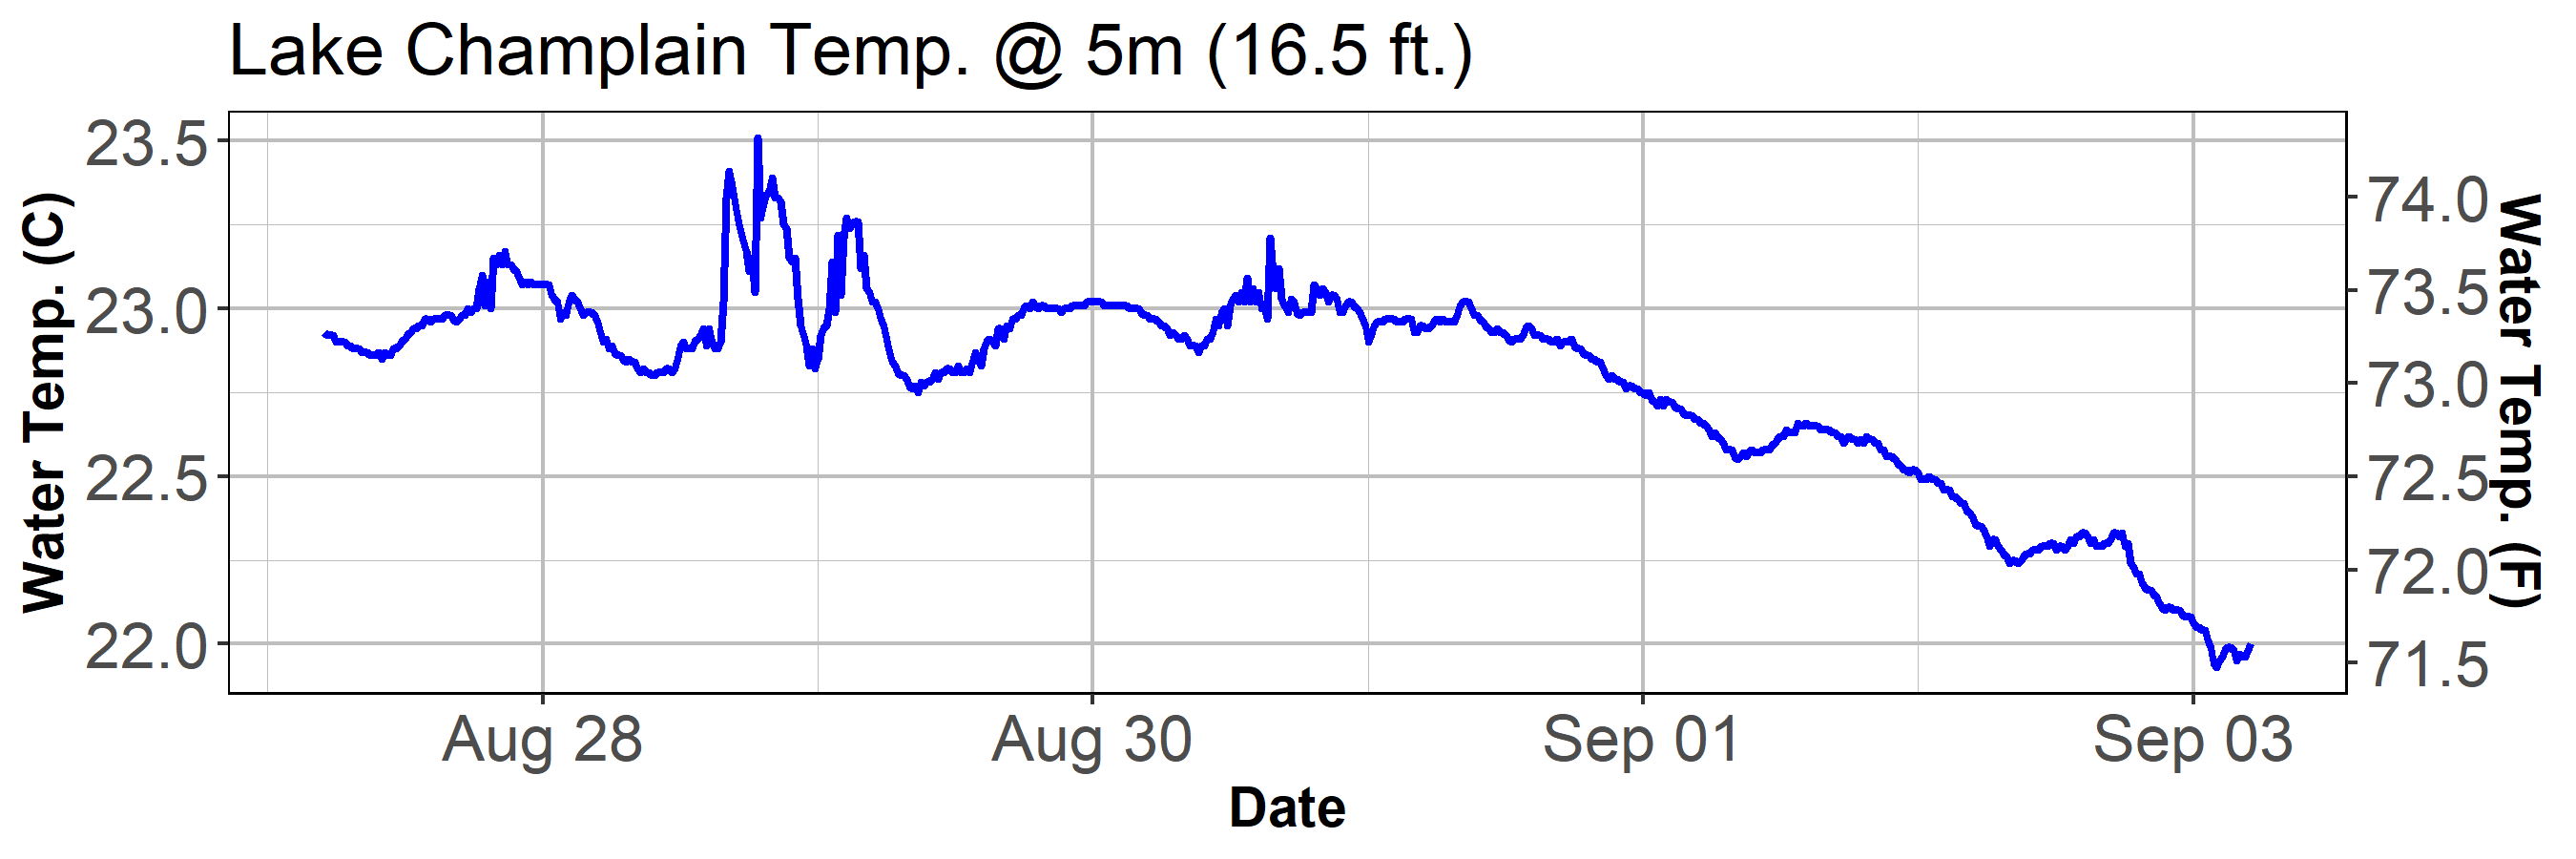 Lake Champlain Temp. @ 5m (16.5 ft.)
Water Temp. (C)
23.5
23.0
22.5
22.0
74.0
73.5
73.0
72.5
72.0
71.5
Water Temp. (F)
Aug 28
Aug 30
Sep 01
Sep 03
Date